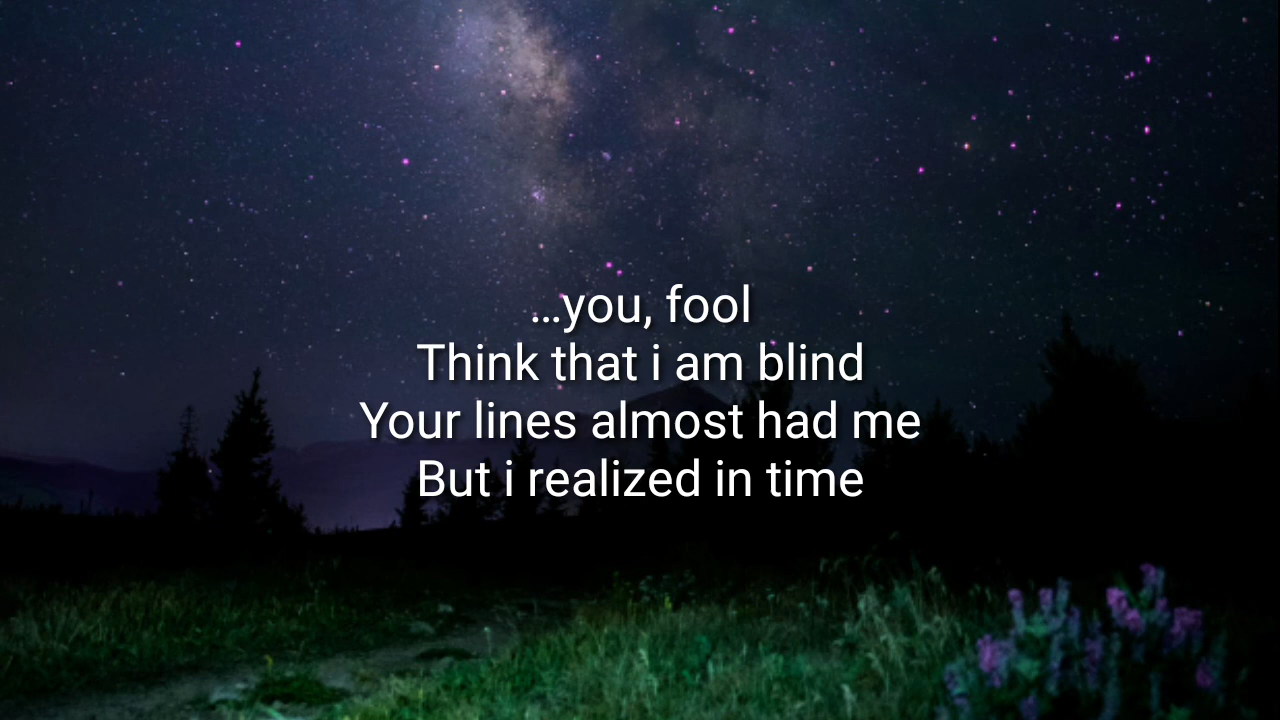 …you, fool
Think that i am blind
Your lines almost had me
But i realized in time